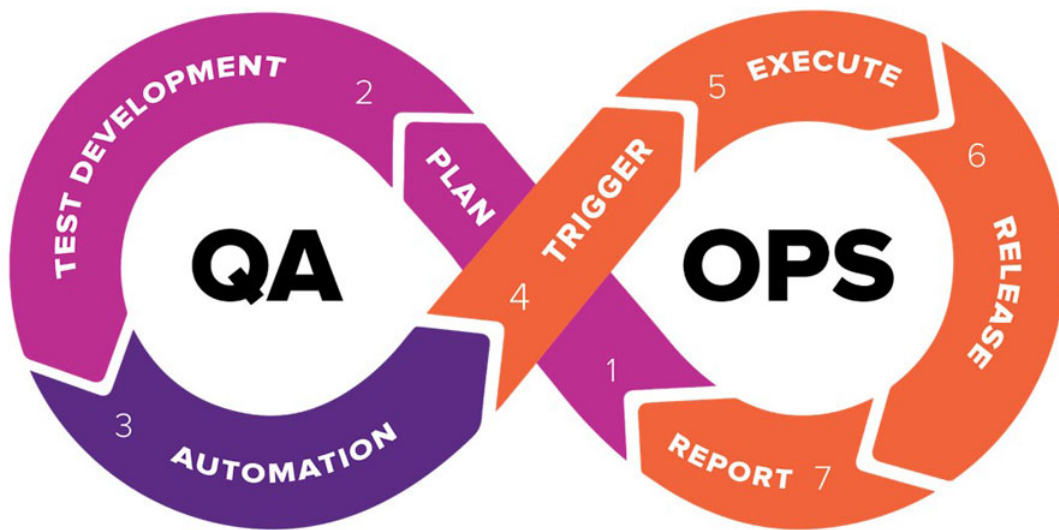 QA
OPS
1
PLAN
2
TEST DEVELOPMENT
3
AUTOMATION
4
TRIGGER
5
EXECUTE
6
RELEASE
7
REPORT